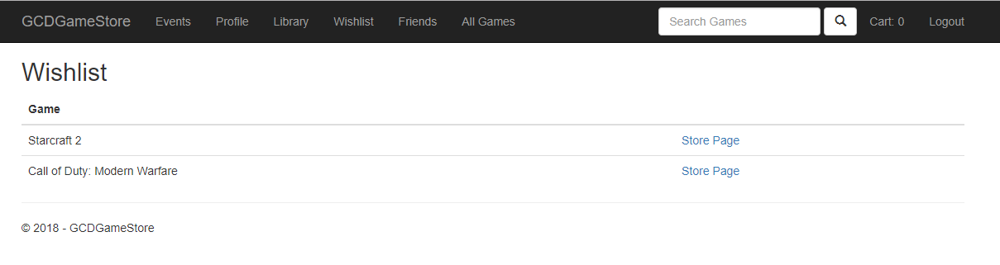 GCDGameStore Events Profile Library Wishlist Friends All Games Search Games Cart: 0 Logout
Wishlist
Game
Starcraft 2 Store Page
Call of Duty: Modern Warfare Store Page
© 2018 - GCDGameStore